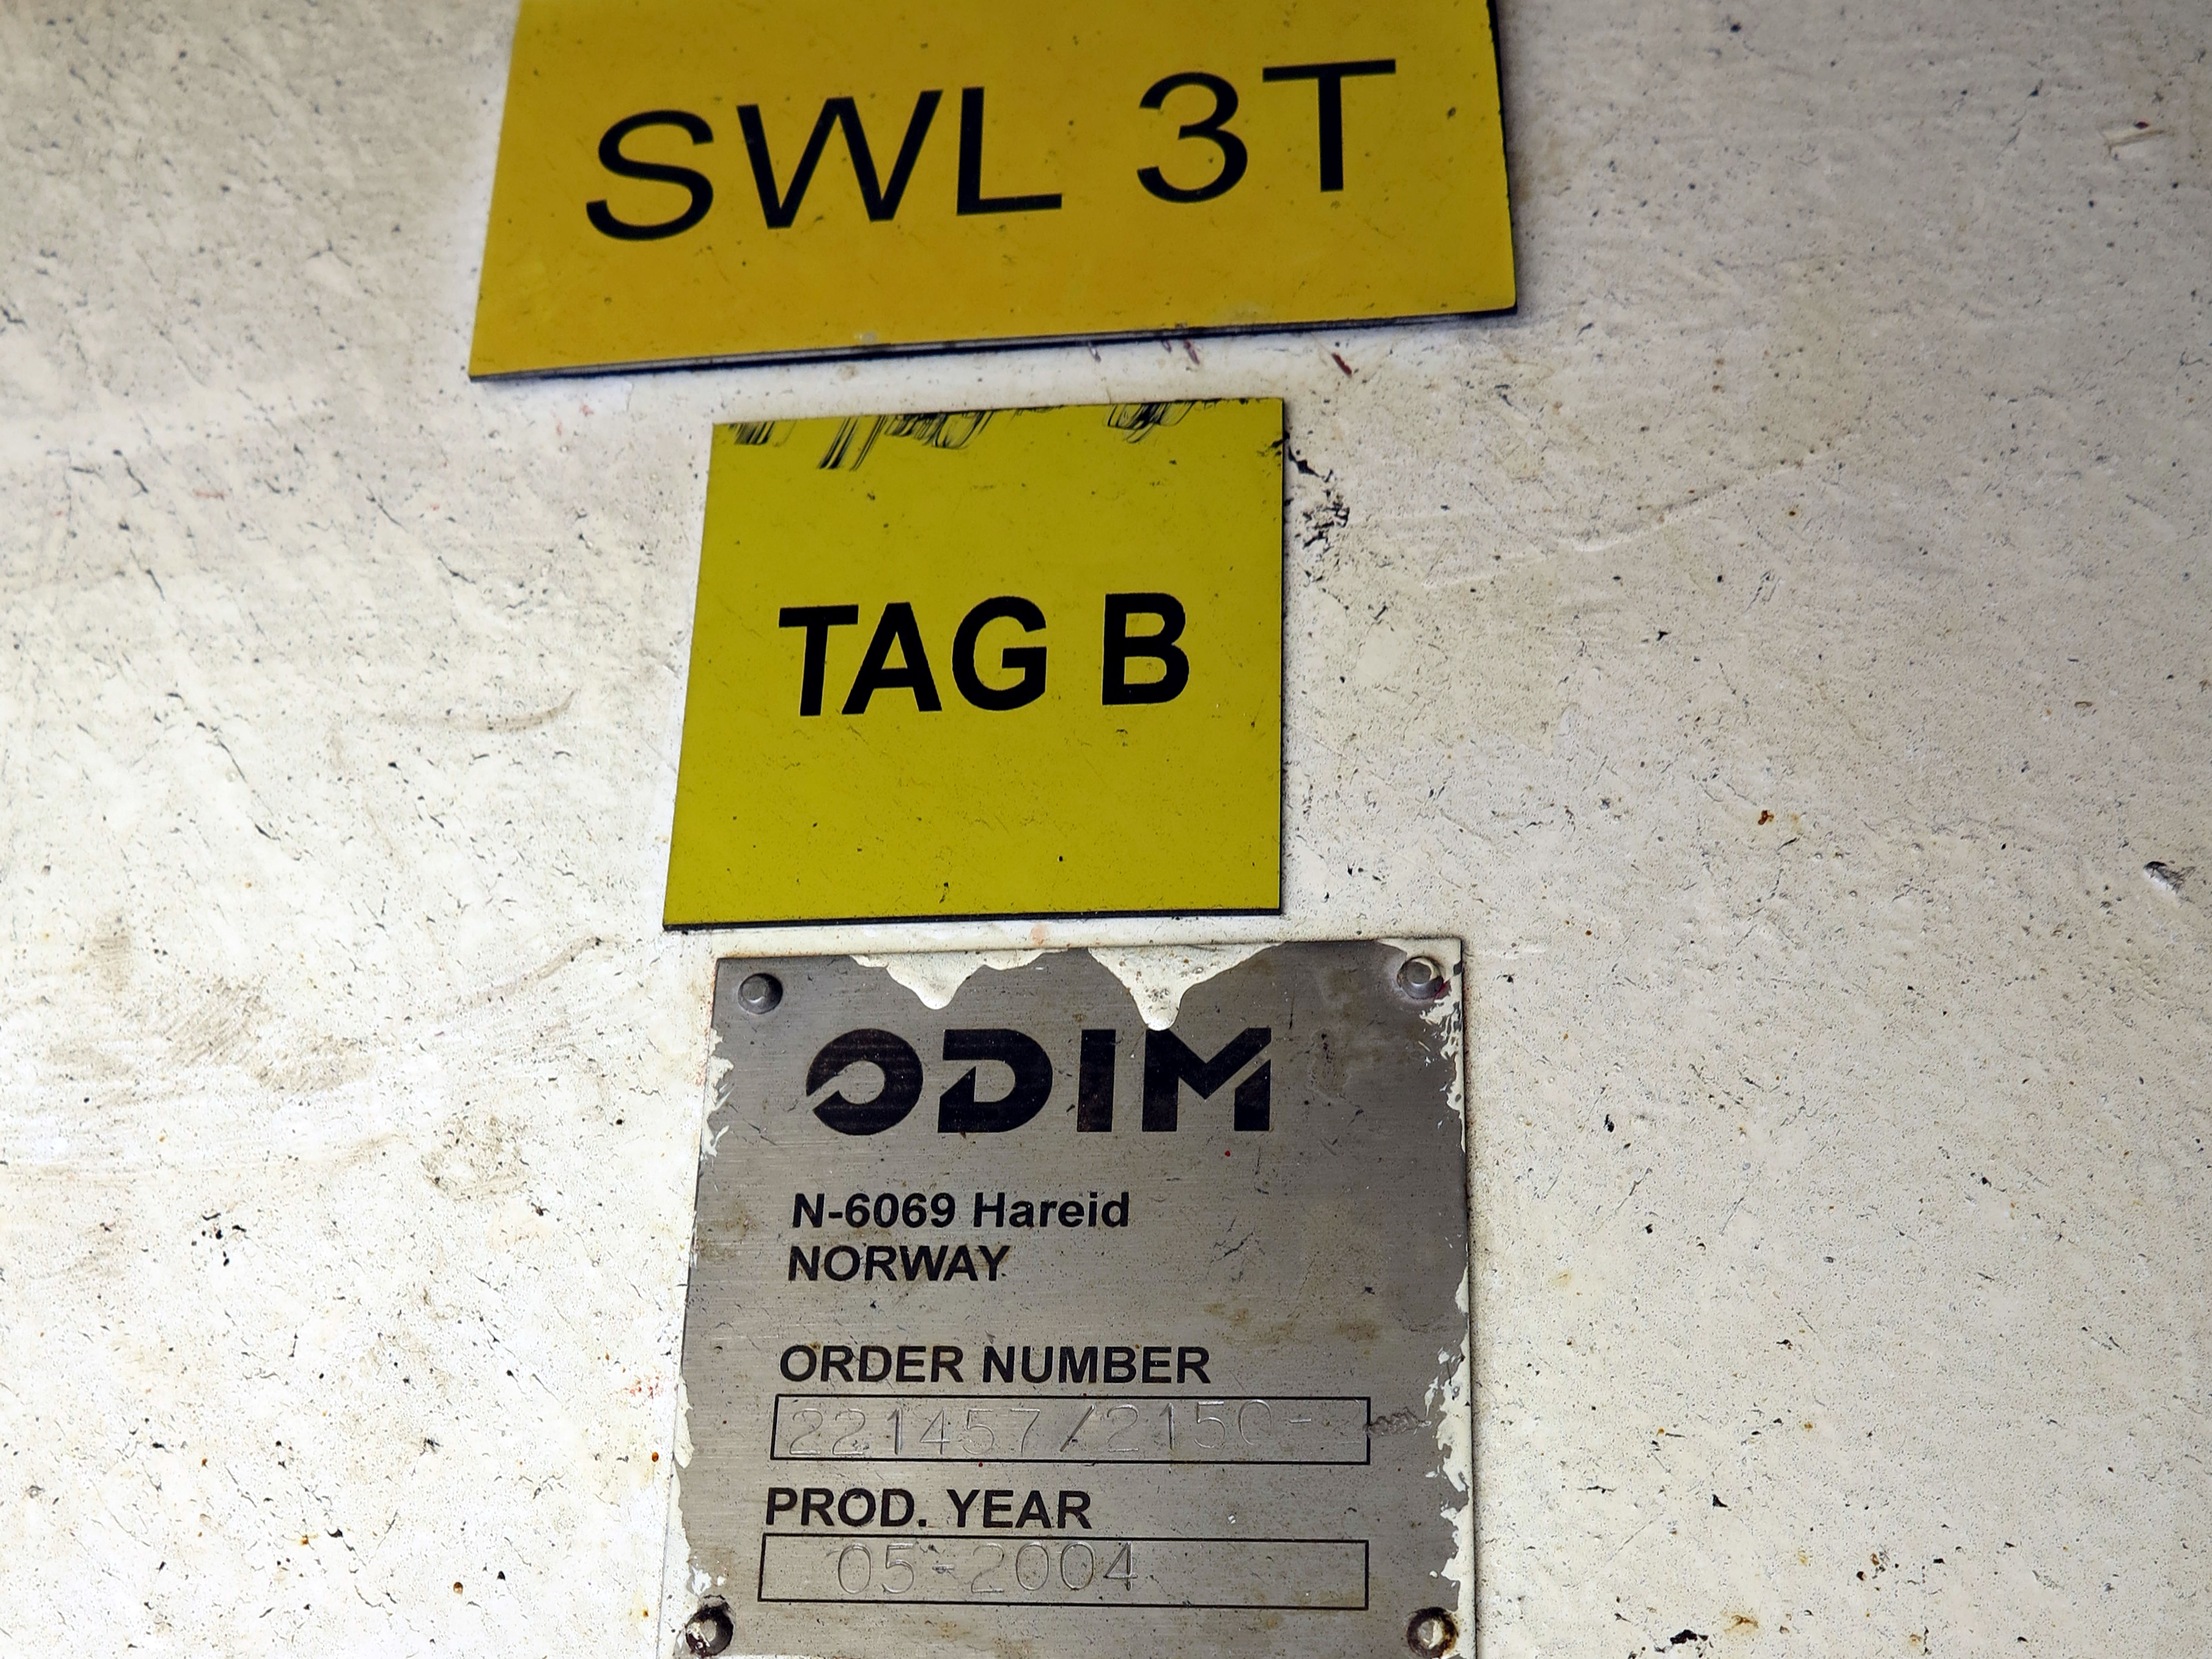 SWL 3T
TAG B
ODIM
N-6069 Hareid
NORWAY
ORDER NUMBER
221457/2150-
PROD. YEAR
05-2004